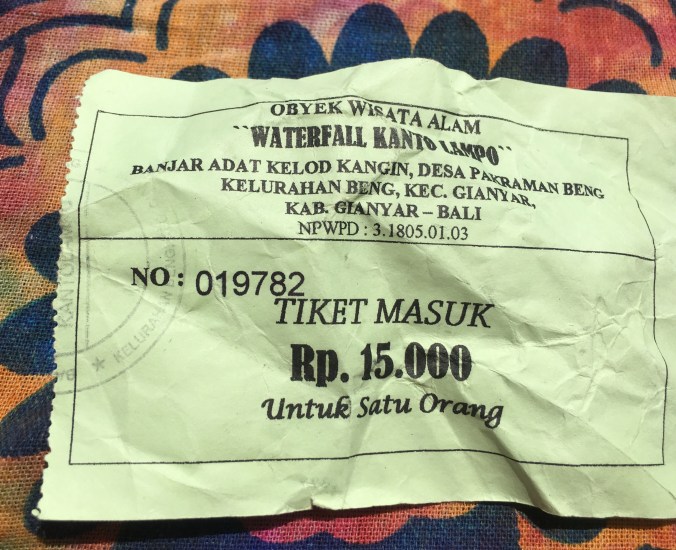 OBYEK WISATA ALAM
``WATERFALL KANTO LAMPO``
BANJAR ADAT KELOD KANGIN, DESA PAKRAMAN BENG
KELURAHAN BENG, KEC. GIANYAR,
KAB. GIANYAR – BALI
NPWPD : 3.1805.01.03
NO : 019782
TIKET MASUK
Rp. 15.000
Untuk Satu Orang